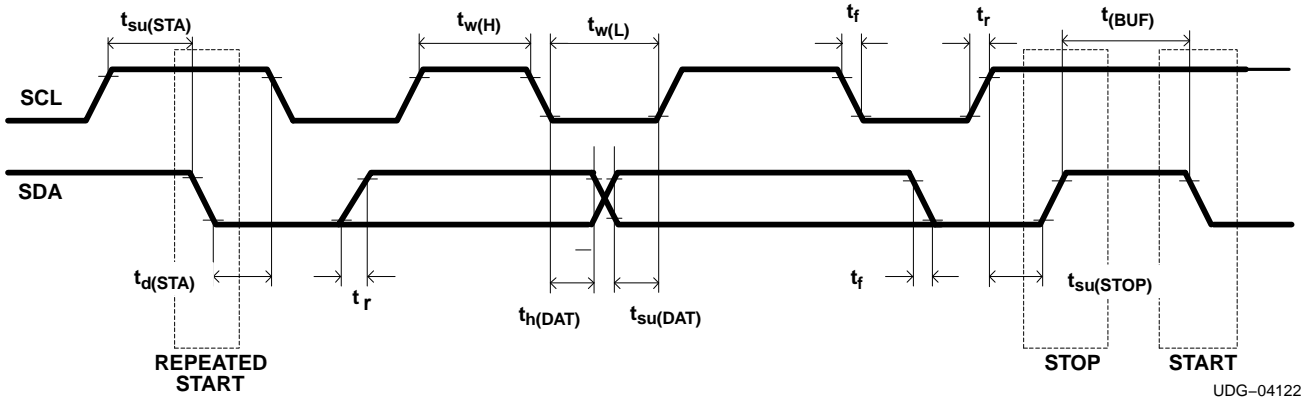 tsu(STA)
tw(H)
tw(L)
tf
tr
t(BUF)
SCL
SDA
td(STA)
tr
th(DAT)
tsu(DAT)
tf
tsu(STOP)
REPEATED
START
STOP
START
UDG–04122